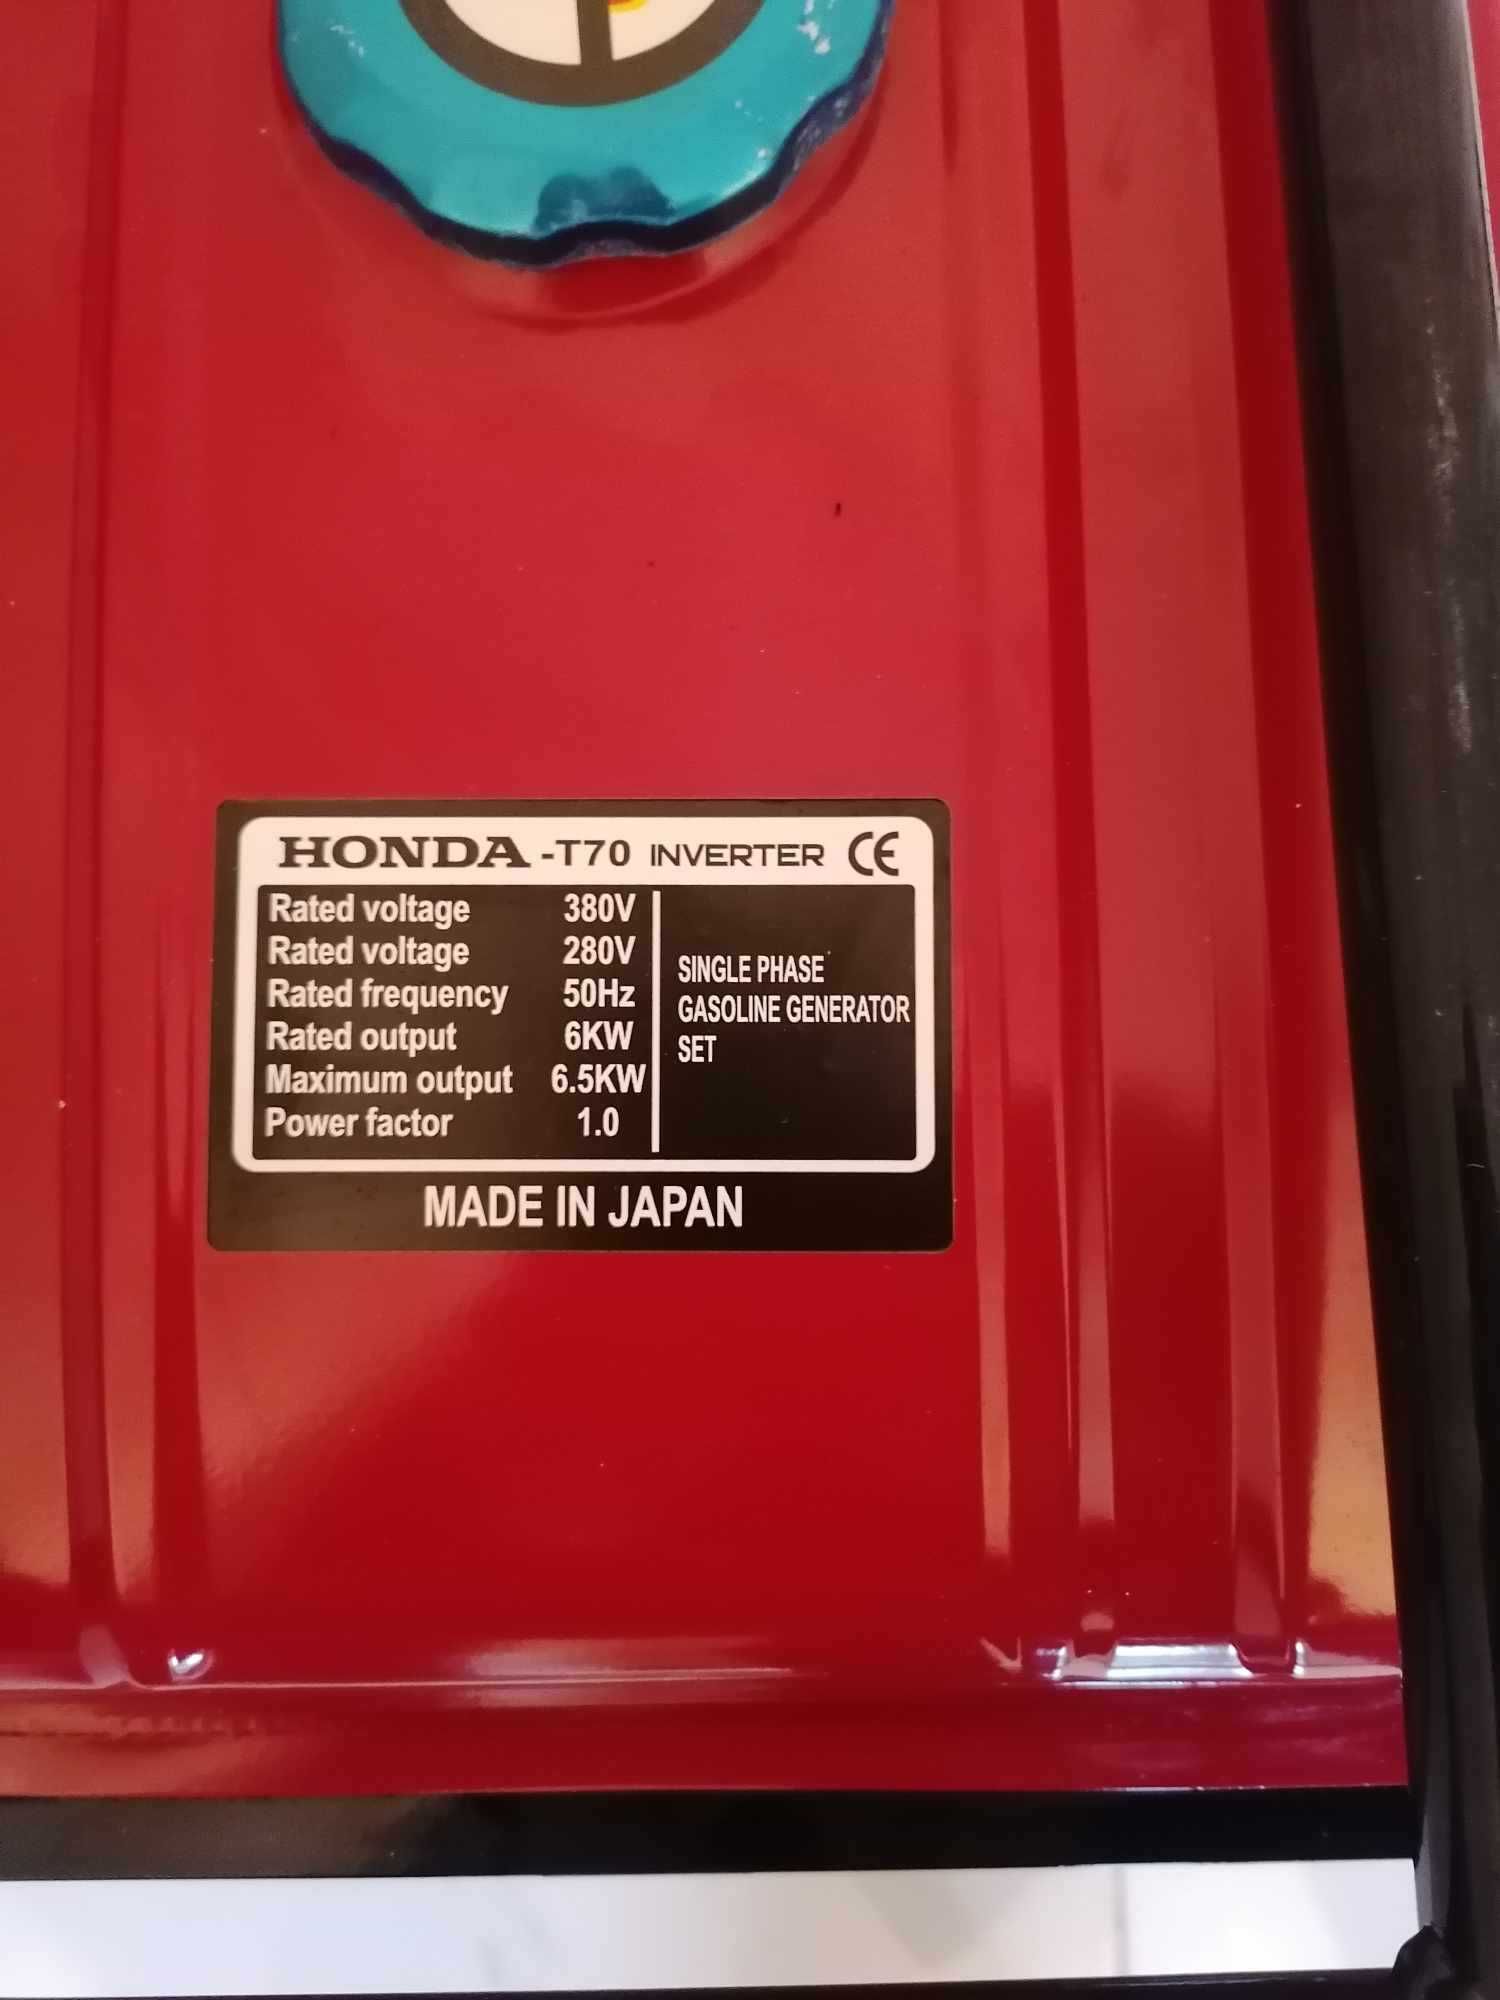 HONDA -T70 INVERTER CE
Rated voltage 380V
Rated voltage 280V
Rated frequency 50Hz
Rated output 6KW
Maximum output 6.5KW
Power factor 1.0
SINGLE PHASE
GASOLINE GENERATOR
SET
MADE IN JAPAN